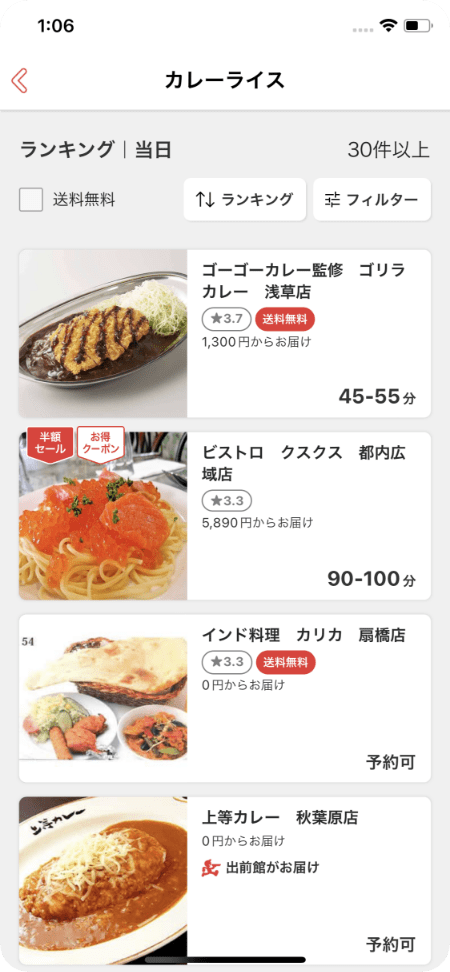 1:06
カレーライス
ランキング｜当日
30件以上
送料無料
ランキング
フィルター
ゴーゴーカレー監修　ゴリラ
カレー　浅草店
★3.7 送料無料
1,300円からお届け
45-55分
半額
セール
お得
クーポン
ビストロ　クスクス　都内広
域店
★3.3
5,890円からお届け
90-100分
54
インド料理　カリカ　扇橋店
★3.3 送料無料
0円からお届け
予約可
上等カレー
上等カレー　秋葉原店
0円からお届け
出前館がお届け
予約可